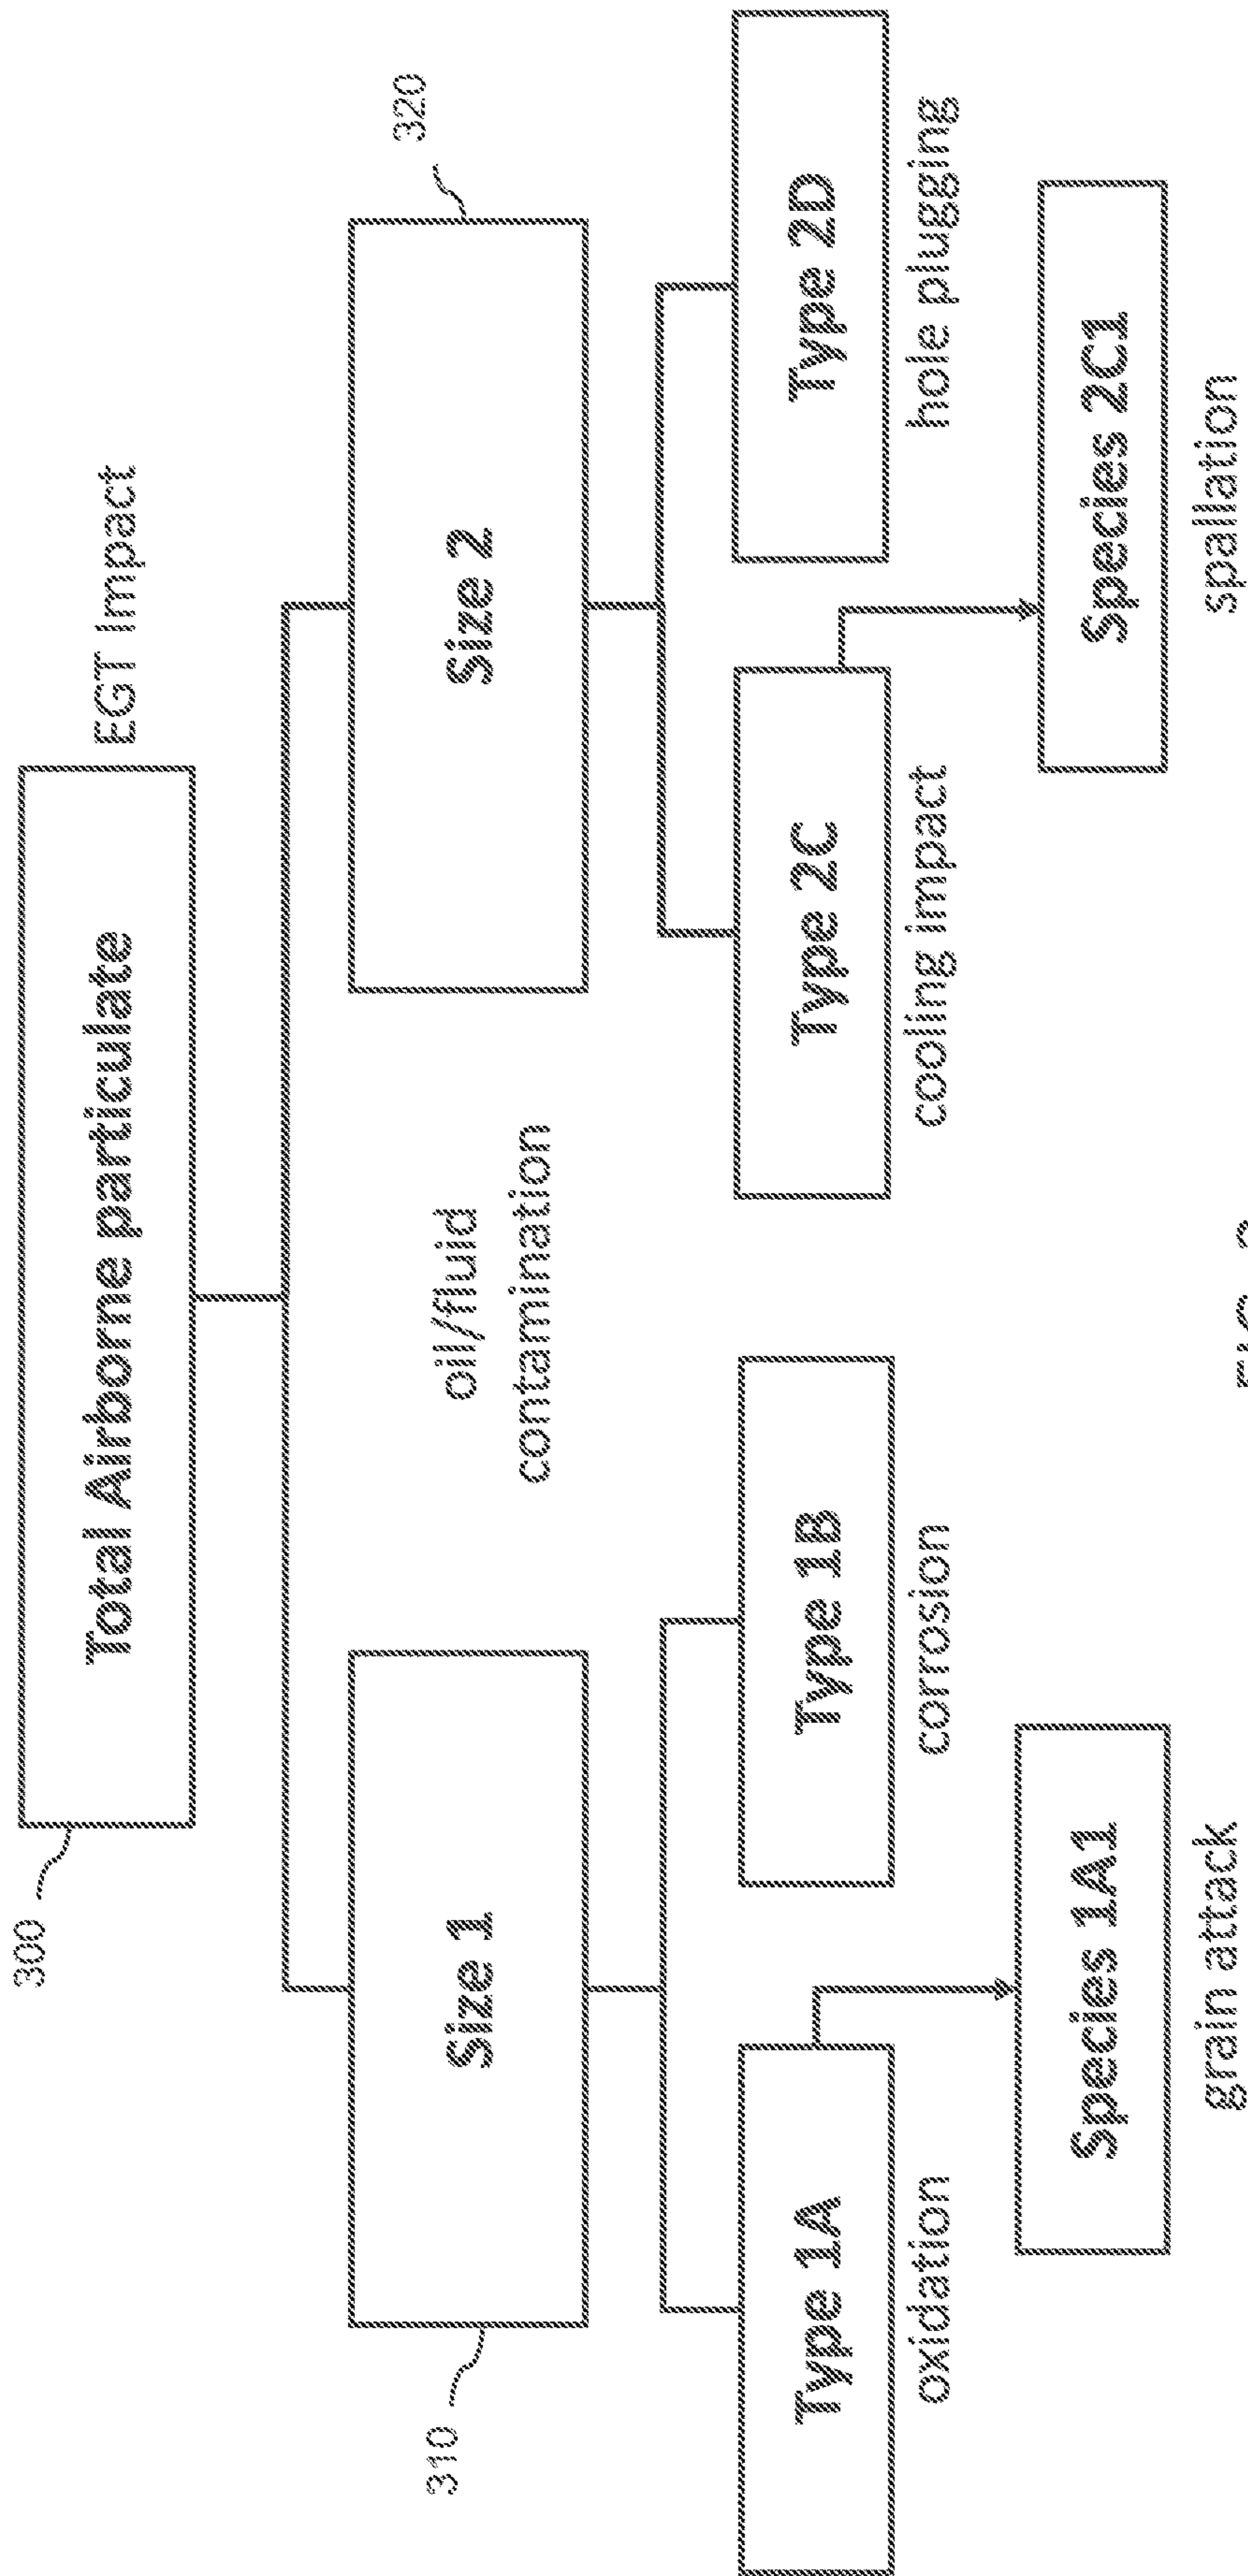 300
Total Airborne particulate
EGT Impact
310
Size 1
oil/fluid
contamination
Size 2
320
Type 1A
oxidation
Type 1B
corrosion
Type 2C
cooling impact
Type 2D
hole plugging
Species 1A1
grain attack
Species 2C1
spallation